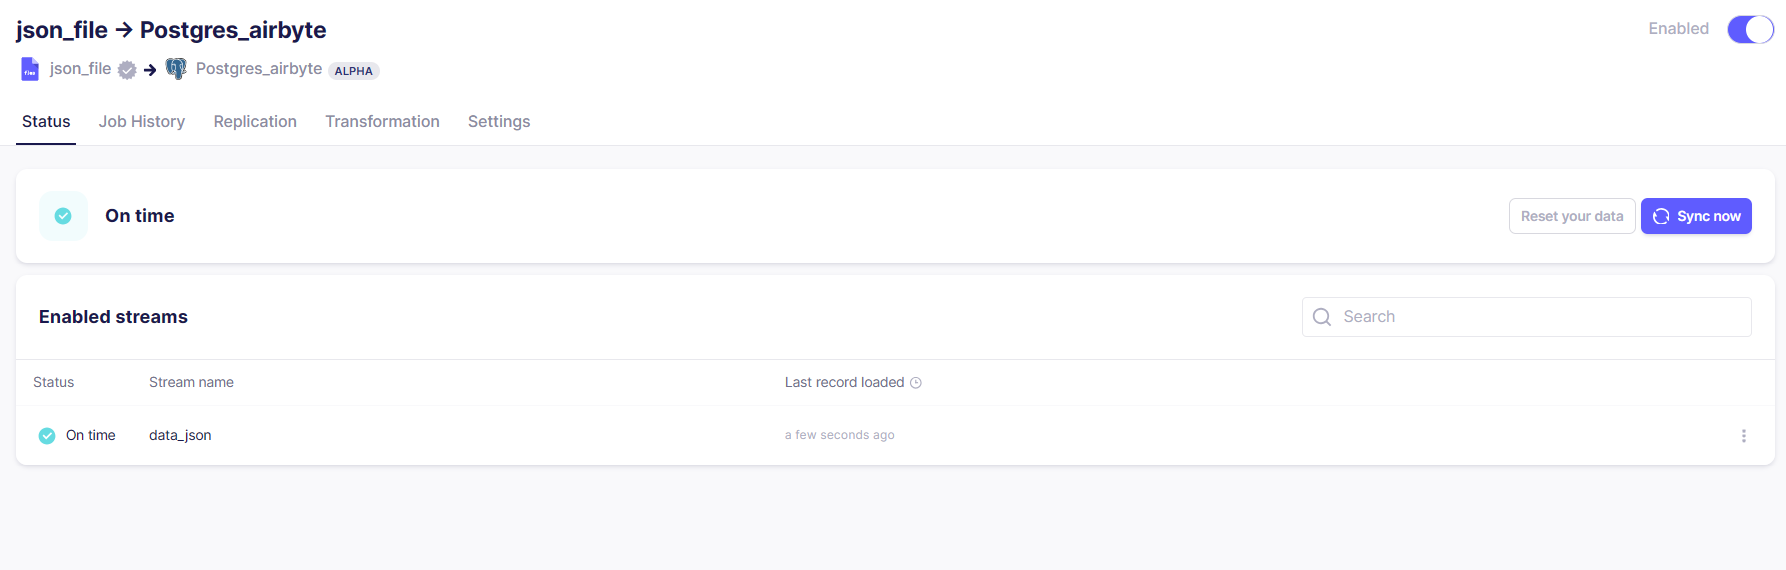 json_file → Postgres_airbyte
Enabled
json_file → Postgres_airbyte ALPHA
Status Job History Replication Transformation Settings
On time
Reset your data Sync now
Enabled streams
Search
Status Stream name Last record loaded
On time data_json a few seconds ago